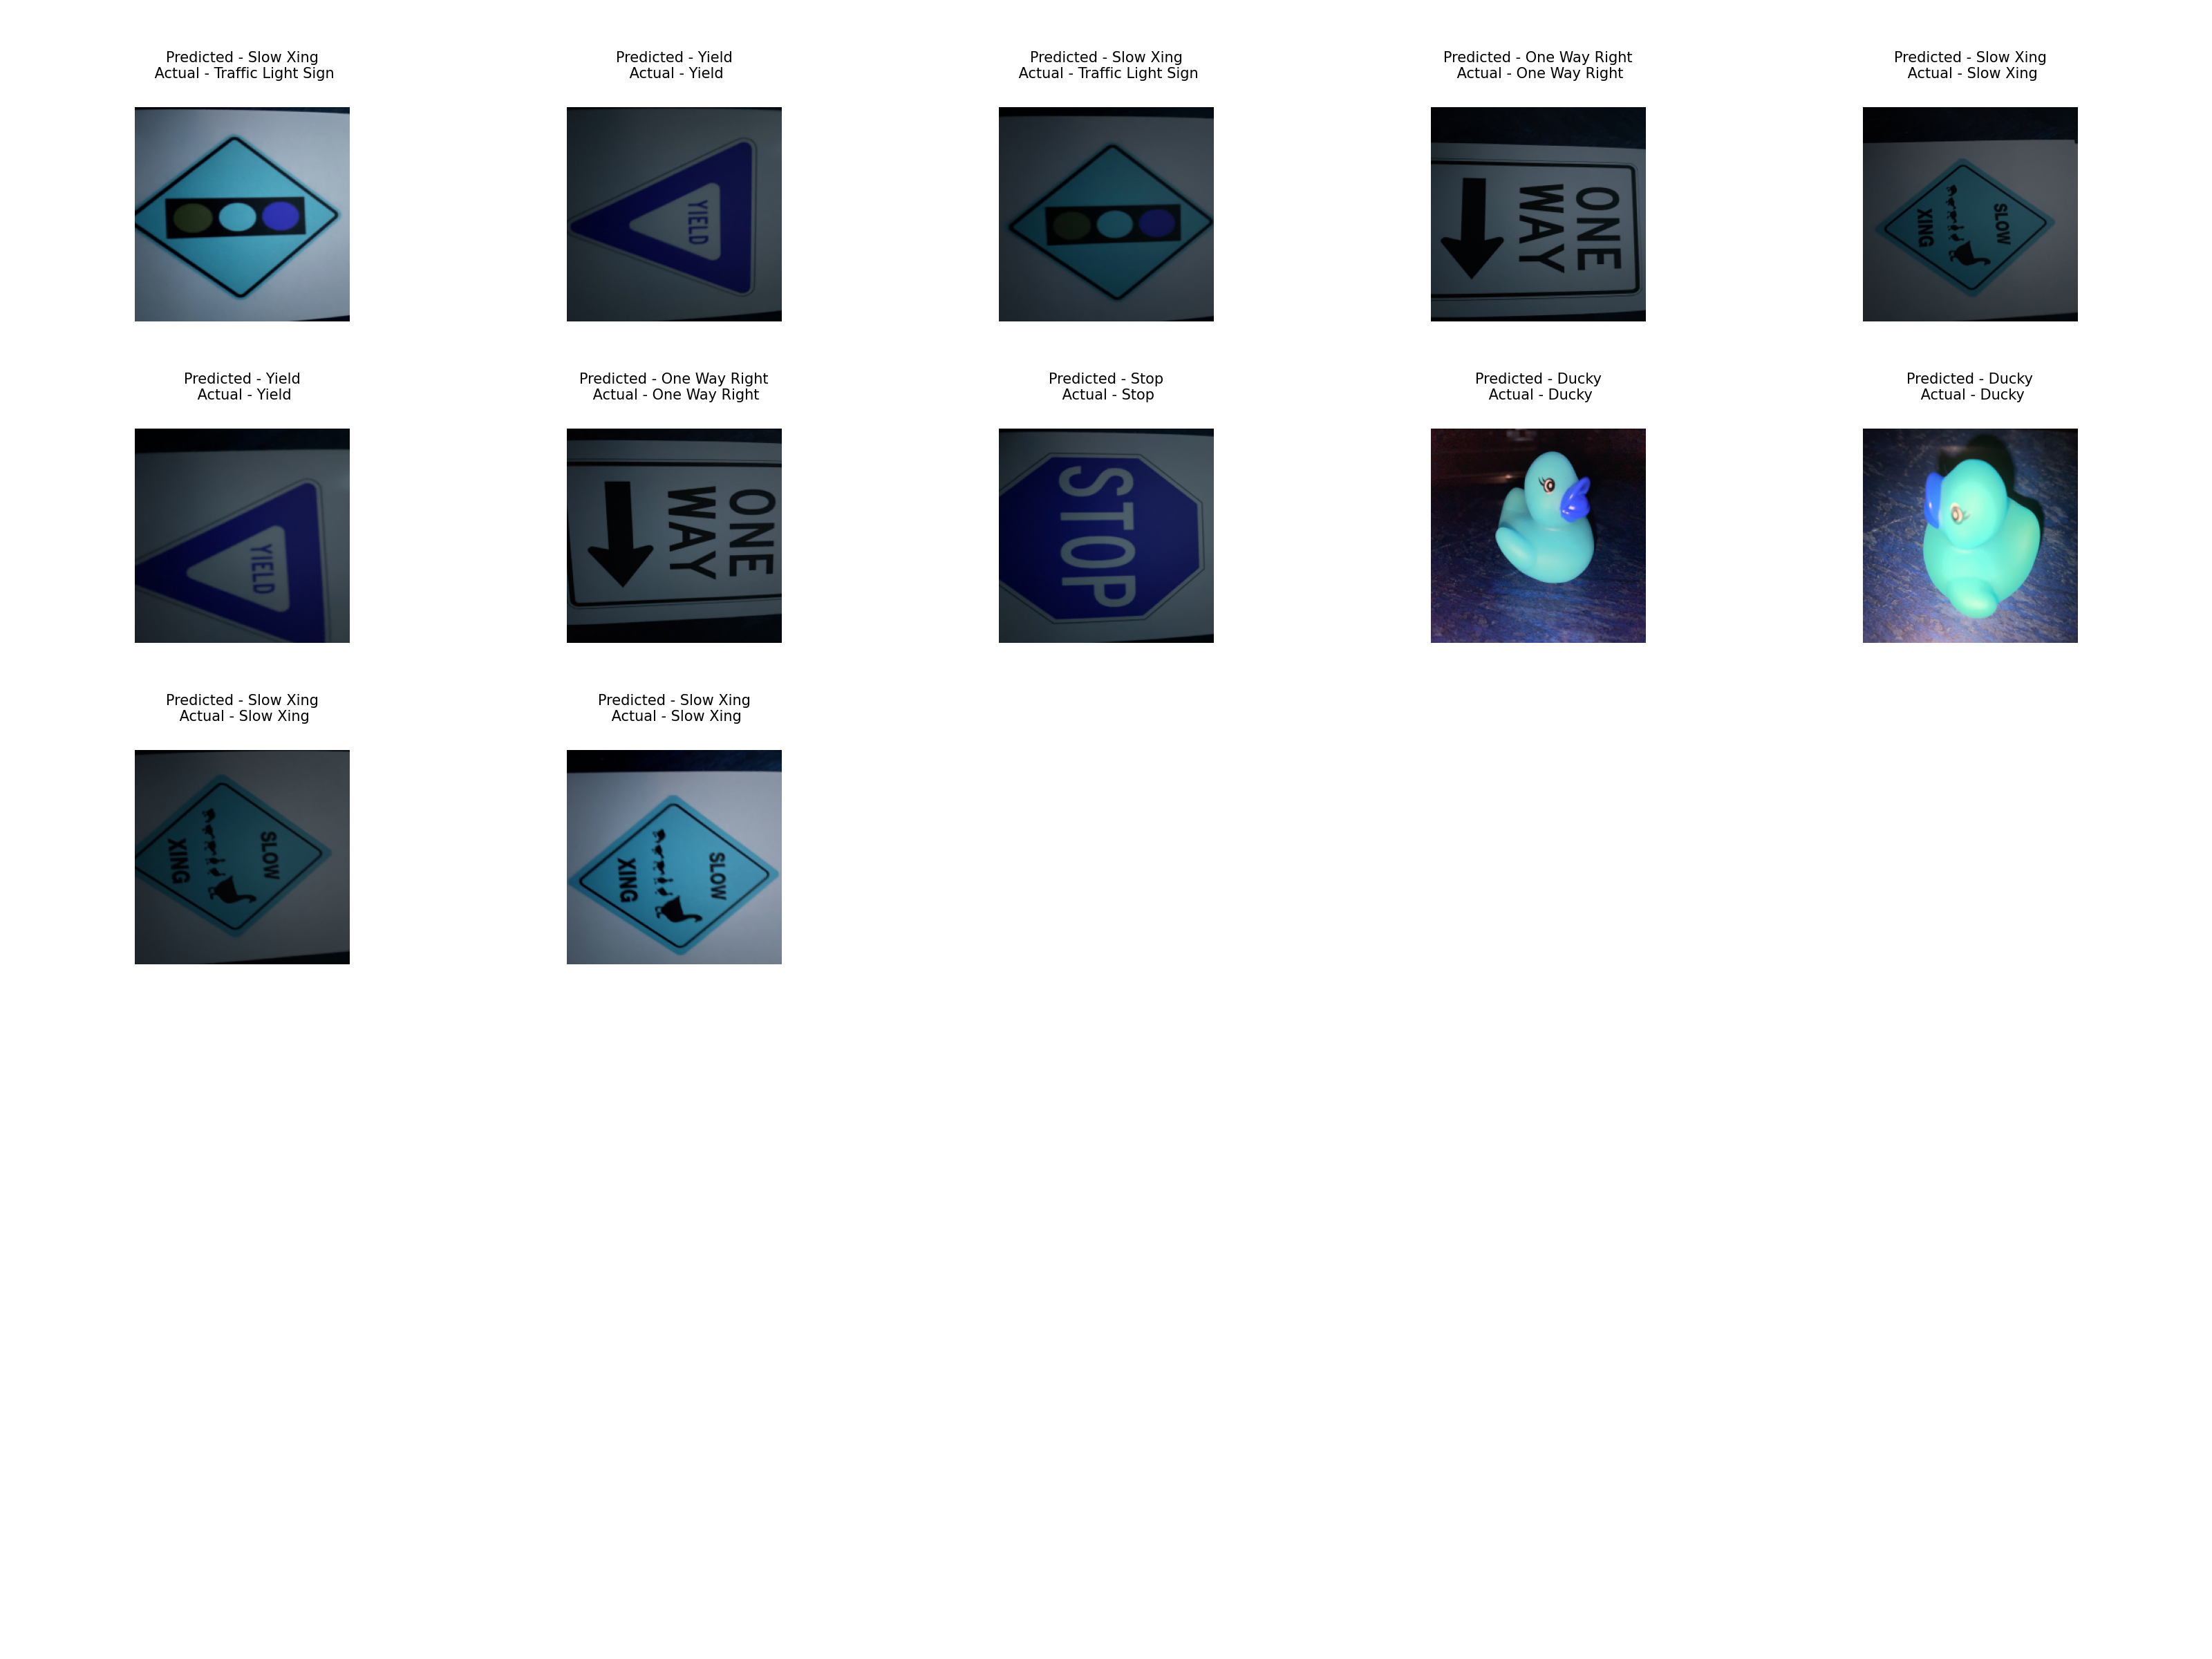 Predicted - Slow Xing
Actual - Traffic Light Sign
Predicted - Yield
Actual - Yield
Predicted - Slow Xing
Actual - Traffic Light Sign
Predicted - One Way Right
Actual - One Way Right
Predicted - Slow Xing
Actual - Slow Xing
YIELD
ONE
WAY
SLOW
XING
Predicted - Yield
Actual - Yield
Predicted - One Way Right
Actual - One Way Right
Predicted - Stop
Actual - Stop
Predicted - Ducky
Actual - Ducky
Predicted - Ducky
Actual - Ducky
YIELD
ONE
WAY
STOP
Predicted - Slow Xing
Actual - Slow Xing
Predicted - Slow Xing
Actual - Slow Xing
SLOW
XING
SLOW
XING